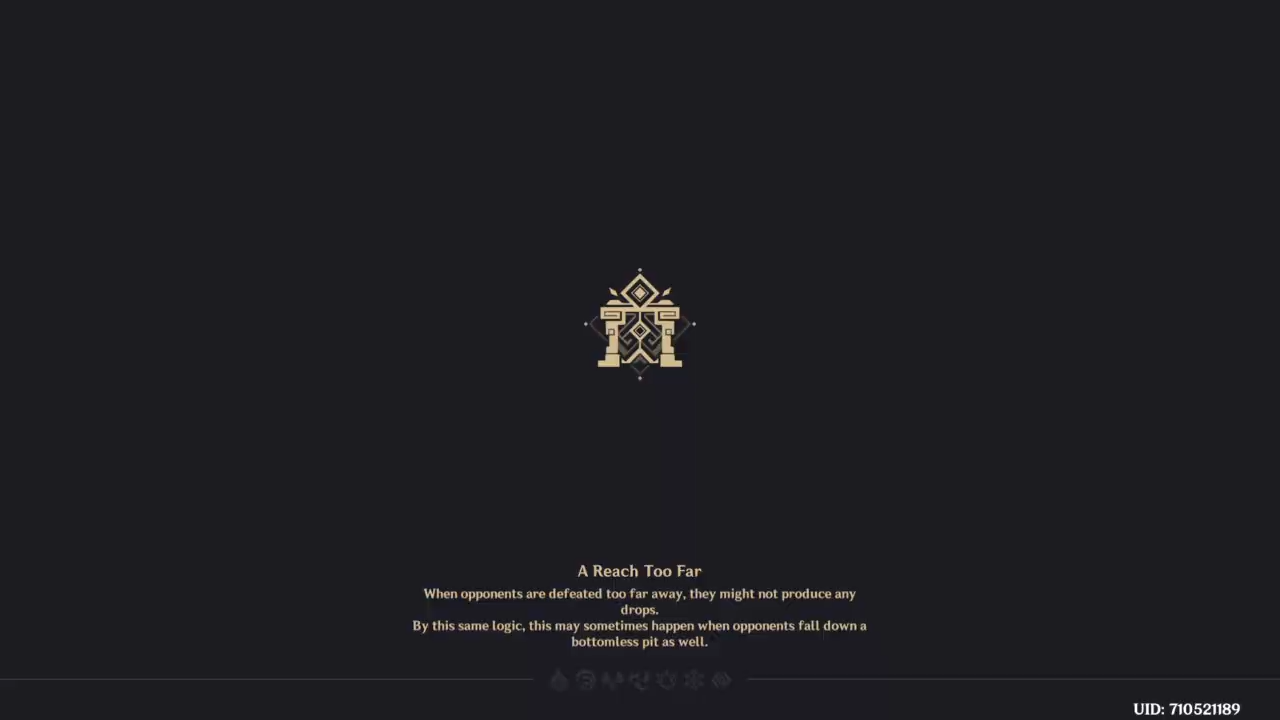 A Reach Too Far
When opponents are defeated too far away, they might not produce any
drops.
By this same logic, this may sometimes happen when opponents fall down a
bottomless pit as well.
UID: 710521189